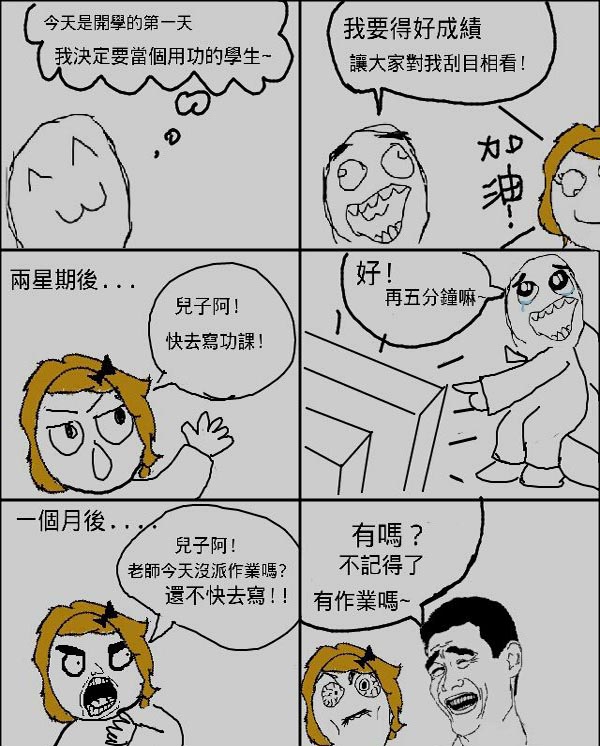 今天是開學的第一天
我決定要當個用功的學生~
我要得好成績
讓大家對我刮目相看!
加油!
兩星期後...
兒子阿!
快去寫功課!
好!
再五分鐘嘛~
一個月後....
兒子阿!
老師今天沒派作業嗎?
還不快去寫!!
有嗎?
不記得了
有作業嗎~